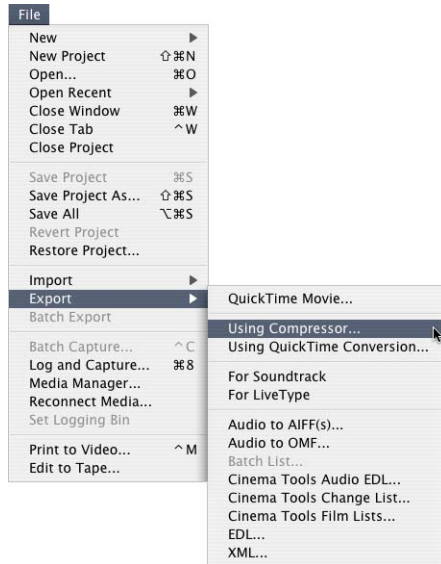 File
New ▶
New Project ⇧⌘N
Open... ⌘O
Open Recent ▶
Close Window ⌘W
Close Tab ^W
Close Project
Save Project ⌘S
Save Project As... ⇧⌘S
Save All ⌥⌘S
Revert Project
Restore Project...
Import ▶
Export ▶
Batch Export
Batch Capture... ^C
Log and Capture... ⌘8
Media Manager...
Reconnect Media...
Set Logging Bin
Print to Video... ^M
Edit to Tape...
QuickTime Movie...
Using Compressor...
Using QuickTime Conversion...
For Soundtrack
For LiveType
Audio to AIFF(s)...
Audio to OMF...
Batch List...
Cinema Tools Audio EDL...
Cinema Tools Change List...
Cinema Tools Film Lists...
EDL...
XML...